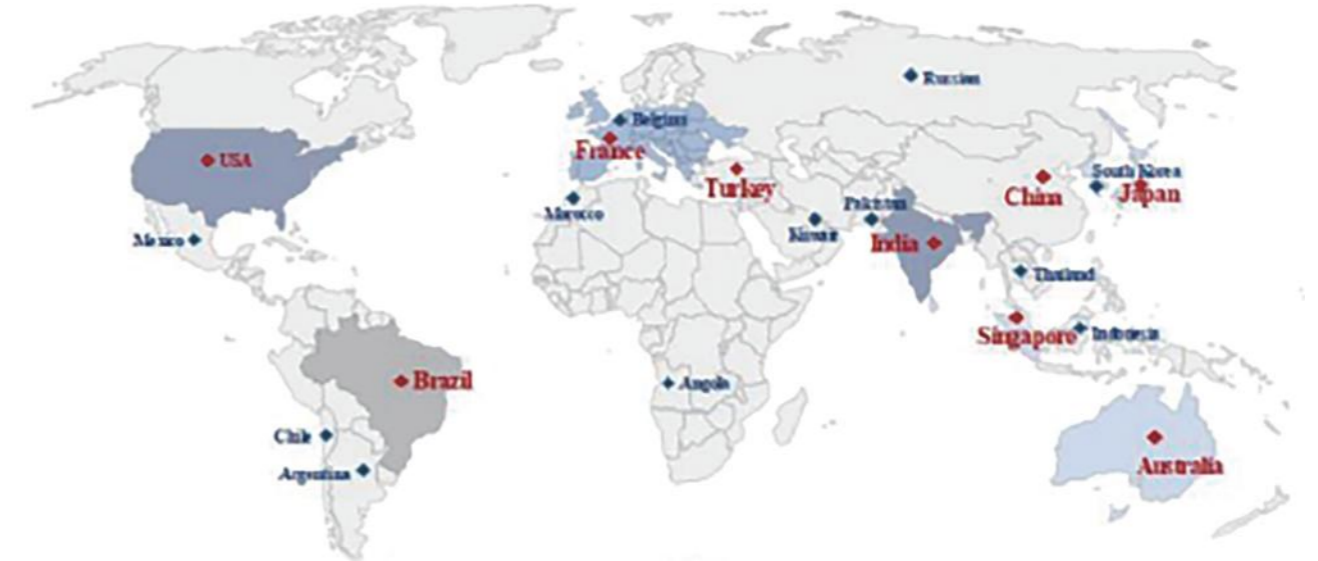 Russian
Belgium
France
USA
South Korea
Turkey
China
Japan
Pakistan
Morocco
Kuwait
Mexico
India
Thailand
Singapore
Indonesia
Brazil
Angola
Chile
Argentina
Australia